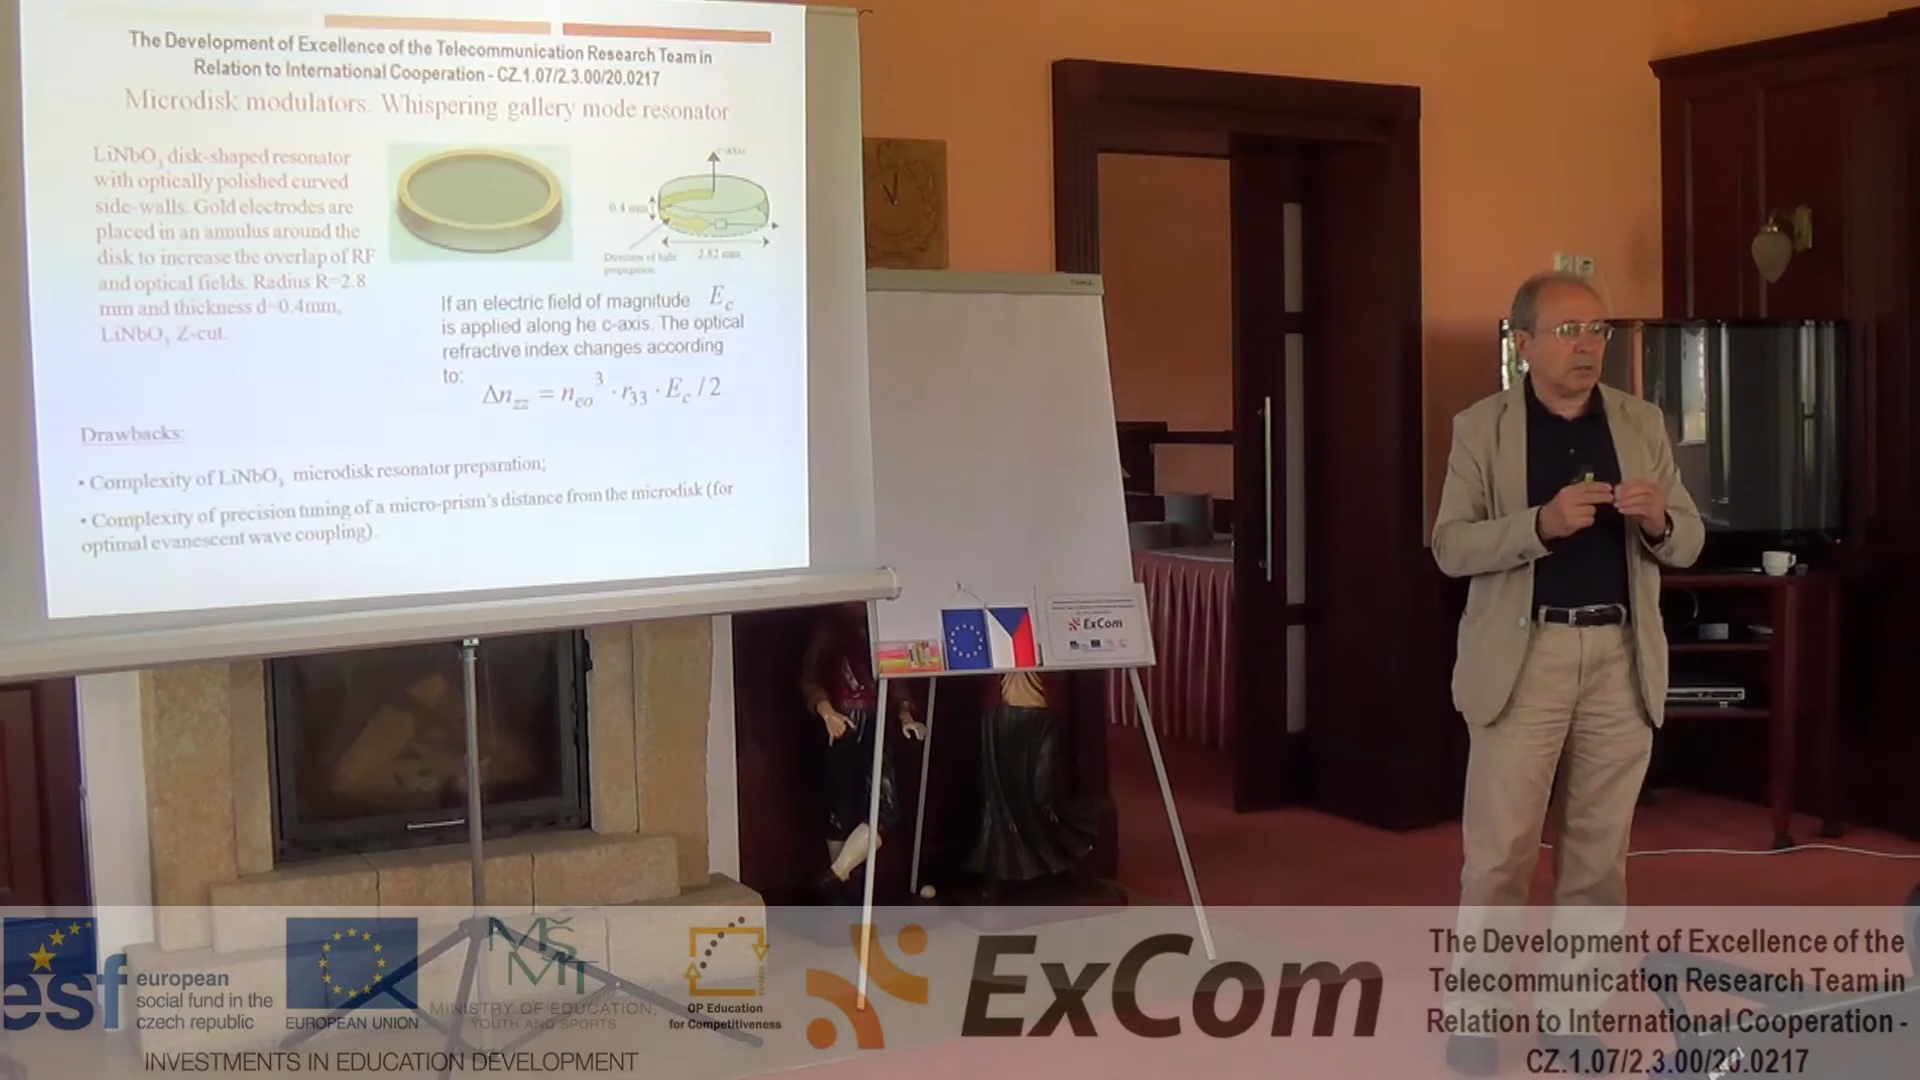 The Development of Excellence of the Telecommunication Research Team in
Relation to International Cooperation - CZ.1.07/2.3.00/20.0217
Microdisk modulators. Whispering gallery mode resonator
LiNbO3 disk-shaped resonator
with optically polished curved
side-walls. Gold electrodes are
placed in an annulus around the
disk to increase the overlap of RF
and optical fields. Radius R=2.8
mm and thickness d=0.4mm,
LiNbO3 Z-cut.
c-axis
0.4 mm
2.82 mm
Direction of light
propagation
If an electric field of magnitude Ec
is applied along he c-axis. The optical
refractive index changes according
to:
Δnzz = neo³ · r33 · Ec / 2
Drawbacks:
• Complexity of LiNbO3 microdisk resonator preparation;
• Complexity of precision tuning of a micro-prism's distance from the microdisk (for
optimal evanescent wave coupling).
ExCom
esf
european
social fund in the
czech republic
EUROPEAN UNION
MŠ
MT
MINISTRY OF EDUCATION,
YOUTH AND SPORTS
OP Education
for Competitiveness
INVESTMENTS IN EDUCATION DEVELOPMENT
ExCom
The Development of Excellence of the
Telecommunication Research Team in
Relation to International Cooperation -
CZ.1.07/2.3.00/20.0217